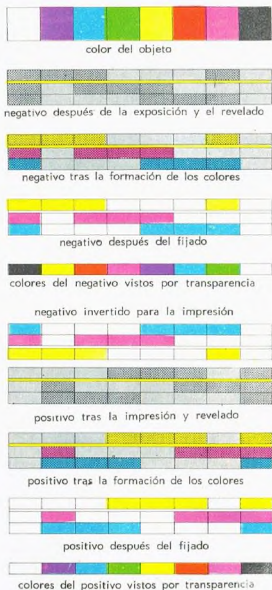 color del objeto
negativo después de la exposición y el revelado
negativo tras la formación de los colores
negativo después del fijado
colores del negativo vistos por transparencia
negativo invertido para la impresión
positivo tras la impresión y revelado
positivo tras la formación de los colores
positivo después del fijado
colores del positivo vistos por transparencia